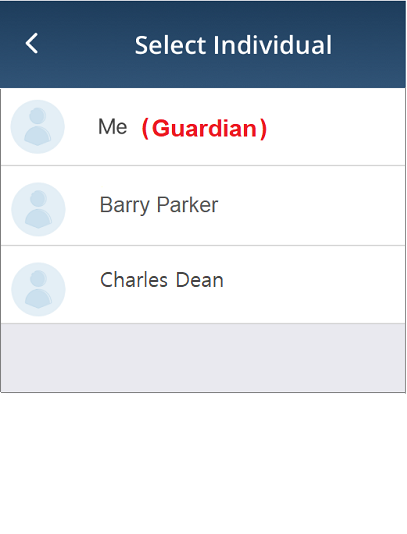 Select Individual
Me (Guardian)
Barry Parker
Charles Dean